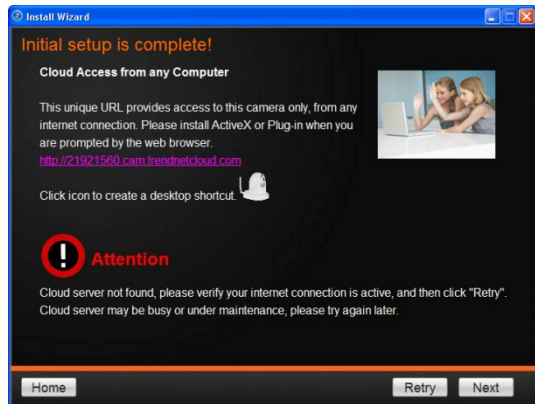 Install Wizard
Initial setup is complete!
Cloud Access from any Computer
This unique URL provides access to this camera only, from any
internet connection. Please install ActiveX or Plug-in when you
are prompted by the web browser.
http://21921560.cam.trendnetcloud.com
Click icon to create a desktop shortcut.
Attention
Cloud server not found, please verify your internet connection is active, and then click "Retry".
Cloud server may be busy or under maintenance, please try again later.
Home
Retry
Next